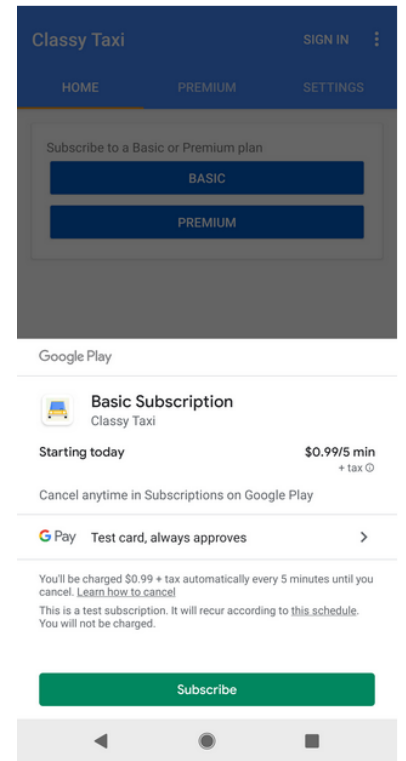 Classy Taxi SIGN IN
HOME PREMIUM SETTINGS
Subscribe to a Basic or Premium plan
BASIC
PREMIUM
Google Play
Basic Subscription
Classy Taxi
Starting today $0.99/5 min
+ tax
Cancel anytime in Subscriptions on Google Play
G Pay Test card, always approves
You'll be charged $0.99 + tax automatically every 5 minutes until you
cancel. Learn how to cancel
This is a test subscription. It will recur according to this schedule.
You will not be charged.
Subscribe